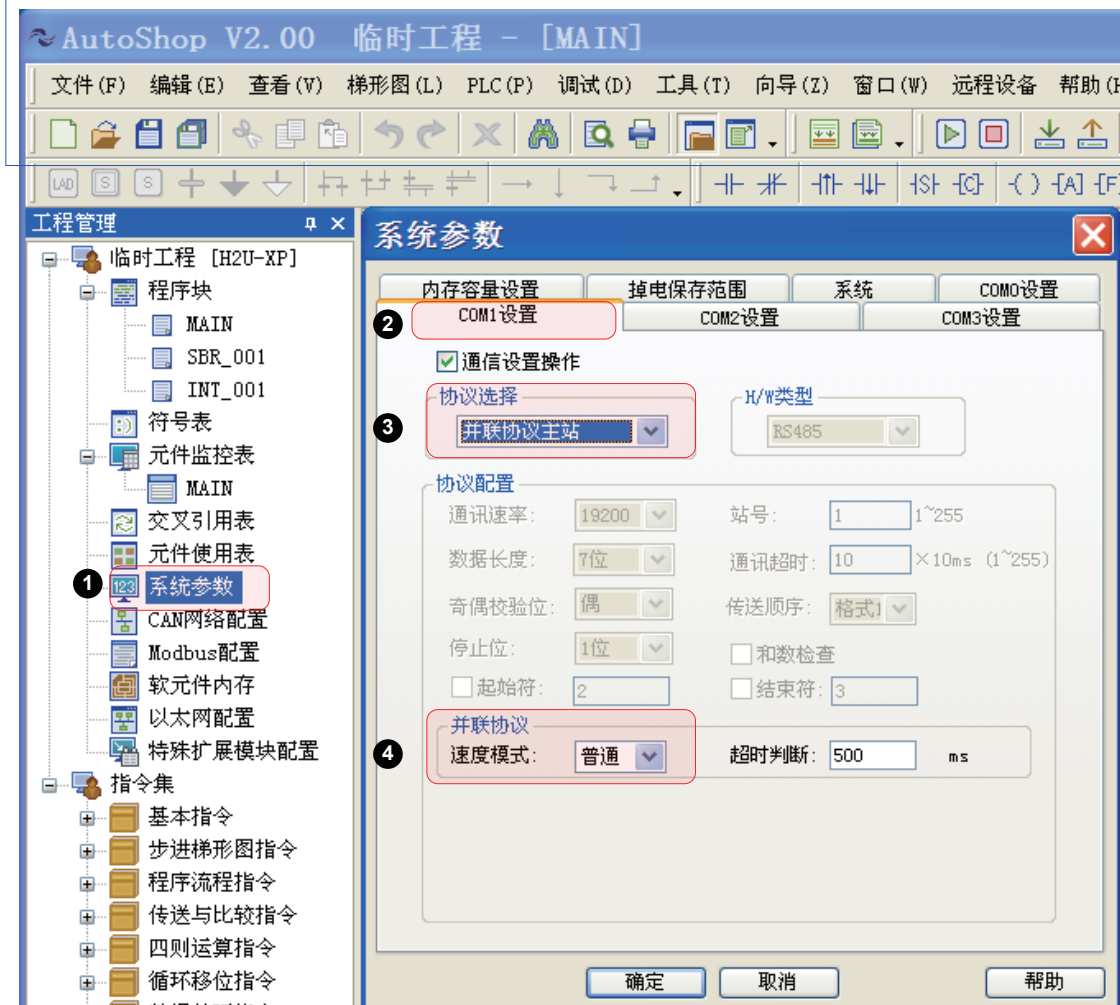 AutoShop V2.00 临时工程 - [MAIN]
文件(F) 编辑(E) 查看(V) 梯形图(L) PLC(P) 调试(D) 工具(T) 向导(Z) 窗口(W) 远程设备 帮助(H
LAD S S S C ( ) A F
工程管理
临时工程 [H2U-XP]
程序块
MAIN
SBR_001
INT_001
符号表
元件监控表
MAIN
交叉引用表
元件使用表
1 123 系统参数
CAN网络配置
Modbus配置
软元件内存
以太网配置
特殊扩展模块配置
指令集
基本指令
步进梯形图指令
程序流程指令
传送与比较指令
四则运算指令
循环移位指令
系统参数
内存容量设置 掉电保存范围 系统 COM0设置
2 COM1设置 COM2设置 COM3设置
通信设置操作
协议选择 H/W类型
3 并联协议主站 RS485
协议配置
通讯速率: 19200 站号: 1 1~255
数据长度: 7位 通讯超时: 10 ×10ms (1~255)
奇偶校验位: 偶 传送顺序: 格式1
停止位: 1位 和数检查
起始符: 2 结束符: 3
并联协议
4 速度模式: 普通 超时判断: 500 ms
确定 取消 帮助